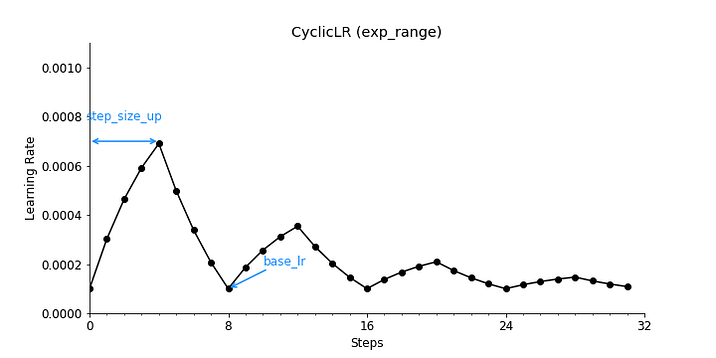 CyclicLR (exp_range)
0.0010
0.0008
step_size_up
0.0006
Learning Rate
0.0004
base_lr
0.0002
0.0000
0 8 16 24 32
Steps